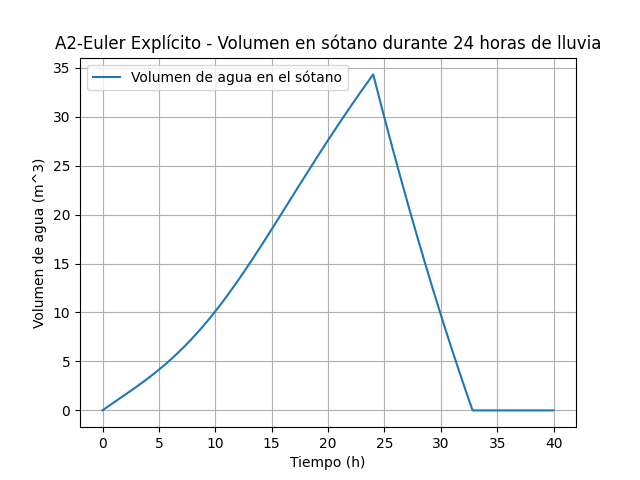 A2-Euler Explícito - Volumen en sótano durante 24 horas de lluvia
Volumen de agua en el sótano
35
30
25
20
15
10
5
0
Volumen de agua (m^3)
0 5 10 15 20 25 30 35 40
Tiempo (h)